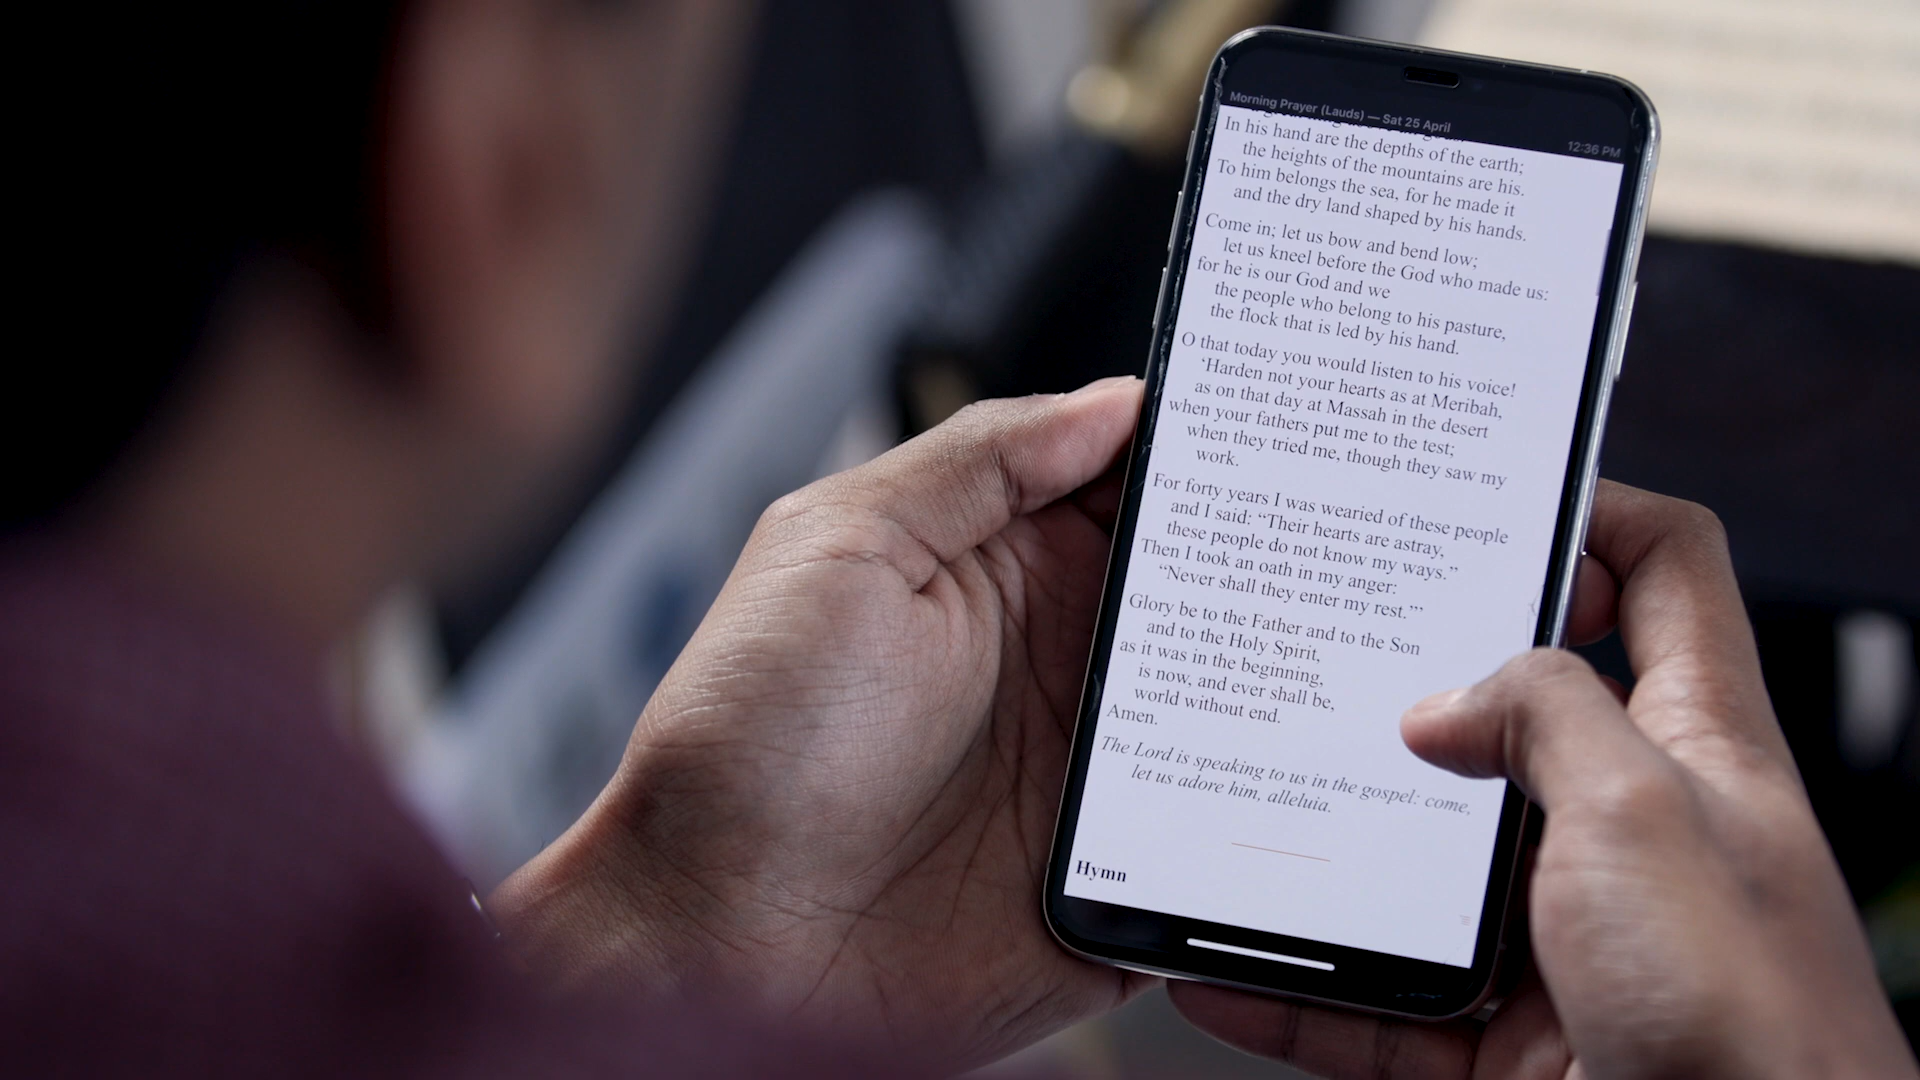 Morning Prayer (Lauds) — Sat 25 April
12:36 PM
In his hand are the depths of the earth;
the heights of the mountains are his.
To him belongs the sea, for he made it
and the dry land shaped by his hands.
Come in; let us bow and bend low;
let us kneel before the God who made us:
for he is our God and we
the people who belong to his pasture,
the flock that is led by his hand.
O that today you would listen to his voice!
‘Harden not your hearts as at Meribah,
as on that day at Massah in the desert
when your fathers put me to the test;
when they tried me, though they saw my
work.
For forty years I was wearied of these people
and I said: “Their hearts are astray,
these people do not know my ways.”
Then I took an oath in my anger:
“Never shall they enter my rest.”’
Glory be to the Father and to the Son
and to the Holy Spirit,
as it was in the beginning,
is now, and ever shall be,
world without end.
Amen.
The Lord is speaking to us in the gospel: come,
let us adore him, alleluia.
Hymn